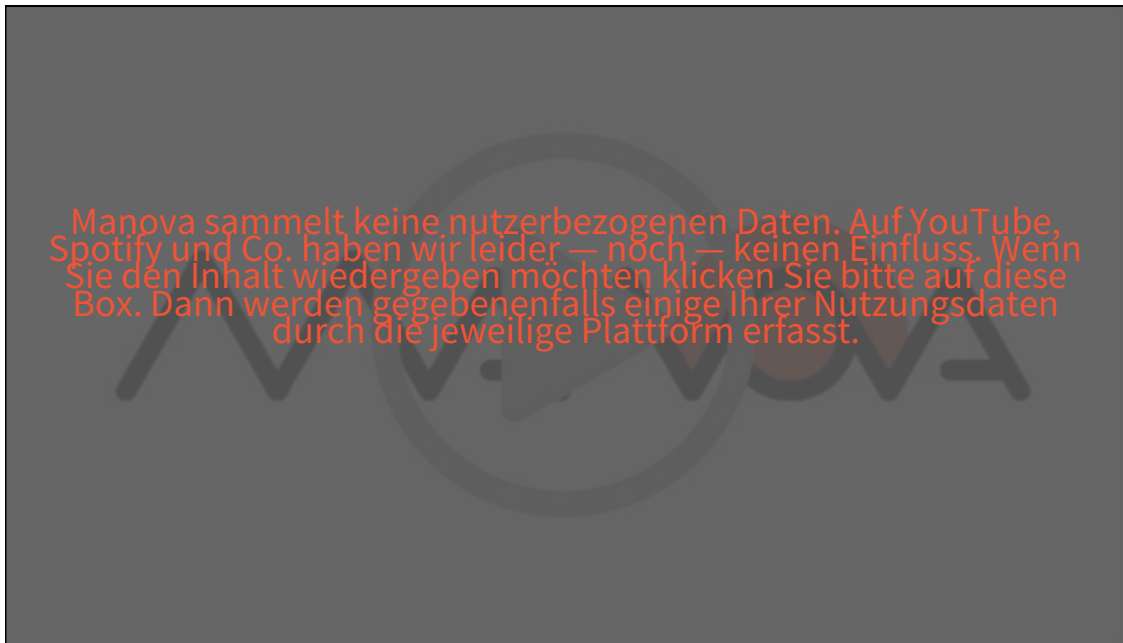 Manova sammelt keine nutzerbezogenen Daten. Auf YouTube,
Spotify und Co. haben wir leider — noch — keinen Einfluss. Wenn
Sie den Inhalt wiedergeben möchten klicken Sie bitte auf diese
Box. Dann werden gegebenenfalls einige Ihrer Nutzungsdaten
durch die jeweilige Plattform erfasst.
MANOVA